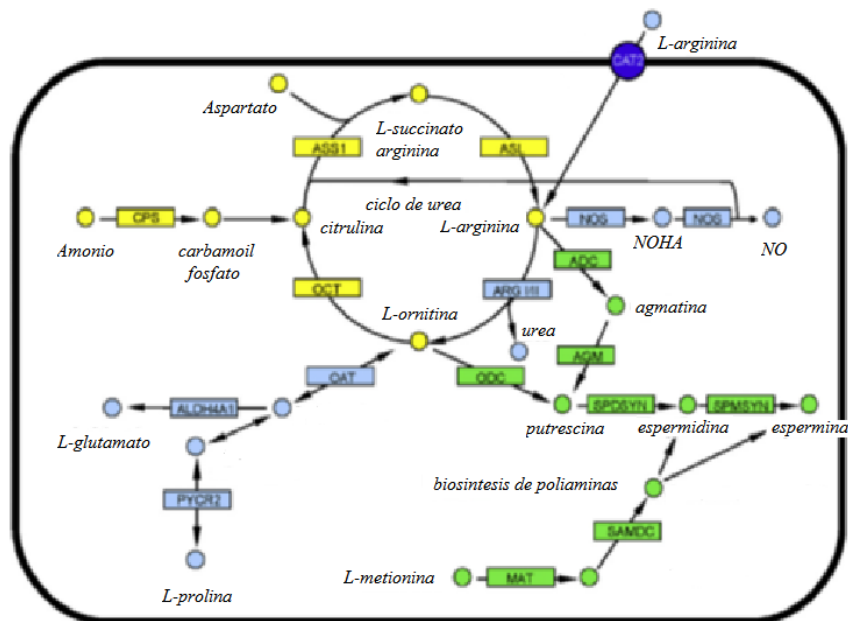 L-arginina
CAT2
Aspartato
L-succinato
arginina
ASS1
ASL
ciclo de urea
CPS
citrulina
L-arginina
NOS
NOS
Amonio
carbamoil
fosfato
NOHA
NO
ADC
OCT
ARG I/II
L-ornitina
urea
agmatina
OAT
ODC
AGM
ALDH4A1
SPDSYN
SPMSYN
L-glutamato
putrescina
espermidina
espermina
PYCR2
biosintesis de poliaminas
SAMDC
L-prolina
L-metionina
MAT